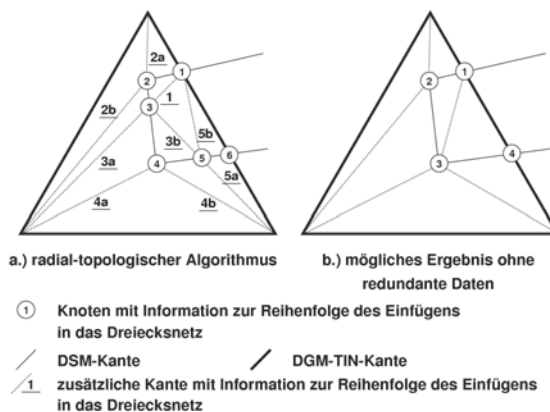 2a
1
2
2b
3
1
5b
3b
3a
4
5
6
5a
4a
4b
1
2
3
4
a.) radial-topologischer Algorithmus
b.) mögliches Ergebnis ohne
redundante Daten
1 Knoten mit Information zur Reihenfolge des Einfügens
in das Dreiecksnetz
DSM-Kante
DGM-TIN-Kante
1 zusätzliche Kante mit Information zur Reihenfolge des Einfügens
in das Dreiecksnetz